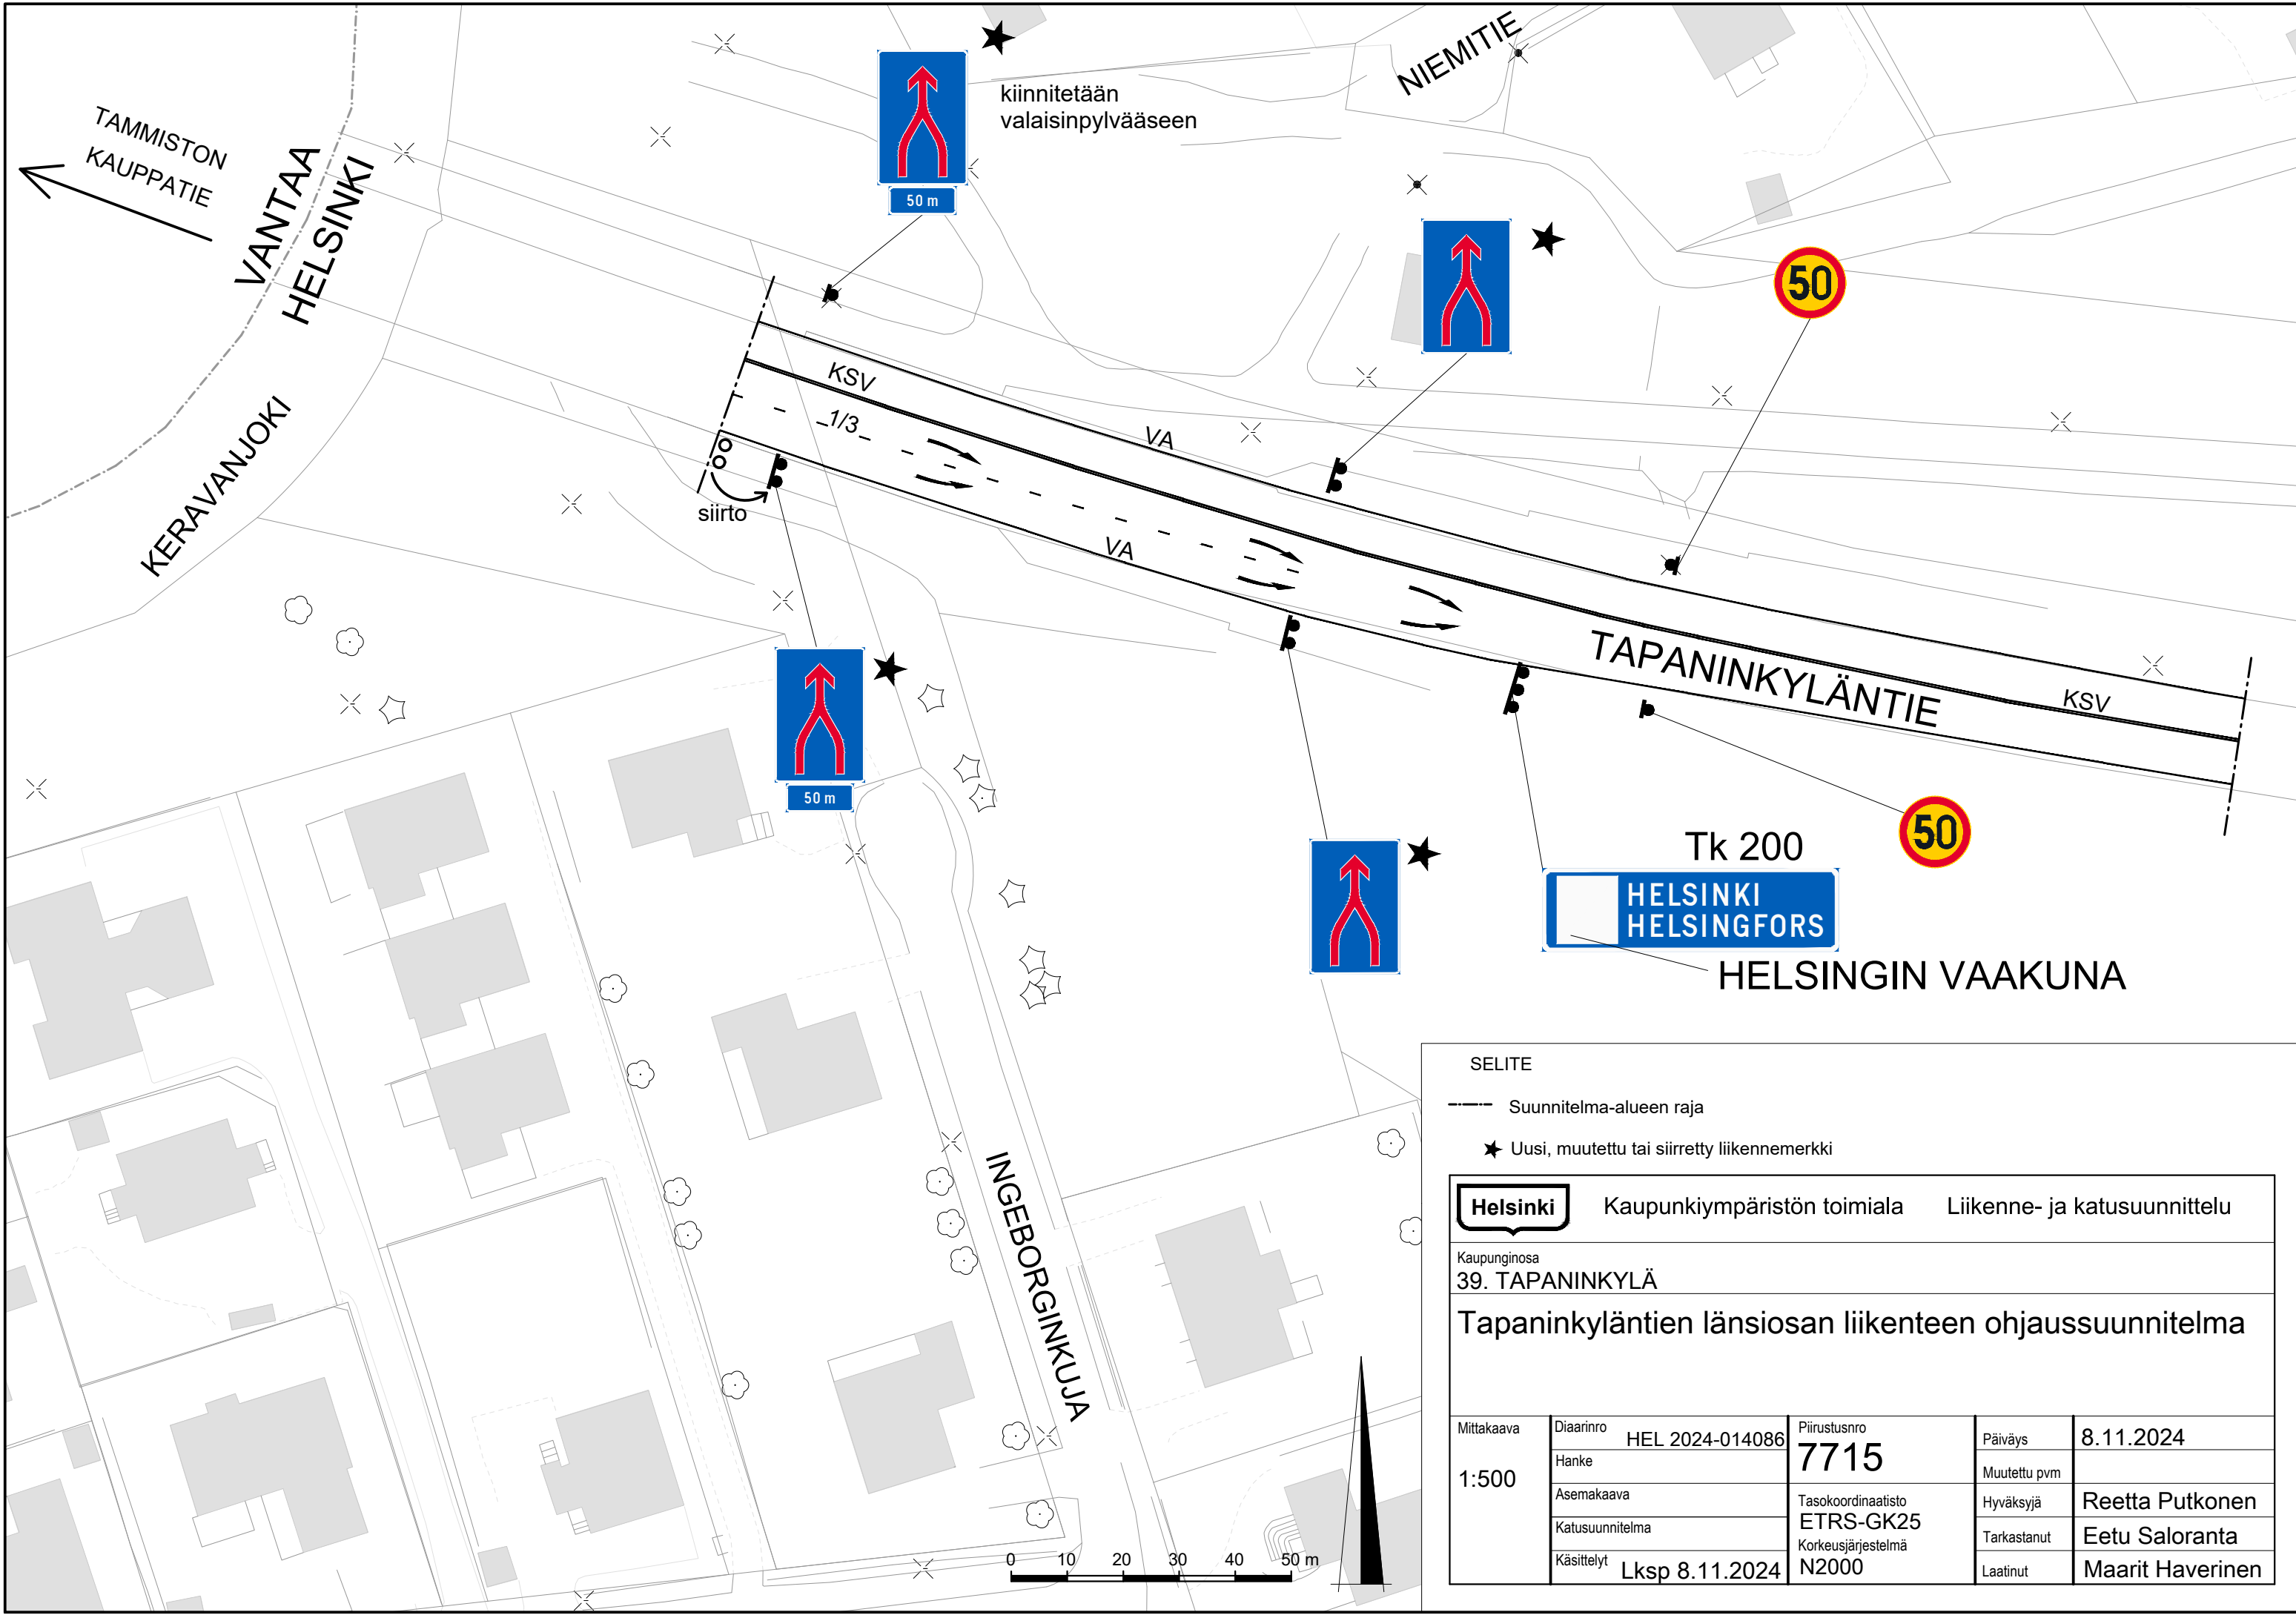 NIEMITIE
kiinnitetään
valaisinpylvääseen
TAMMISTON
KAUPPATIE
VANTAA
HELSINKI
50 m
50
KERAVANJOKI
KSV
1/3
VA
siirto
VA
TAPANINKYLÄNTIE
KSV
50 m
50
Tk 200
HELSINKI
HELSINGFORS
HELSINGIN VAAKUNA
INGEBORGINKUJA
0 10 20 30 40 50 m
SELITE
Suunnitelma-alueen raja
Uusi, muutettu tai siirretty liikennemerkki
Helsinki Kaupunkiympäristön toimiala Liikenne- ja katusuunnittelu
Kaupunginosa
39. TAPANINKYLÄ
Tapaninkyläntien länsiosan liikenteen ohjaussuunnitelma
Mittakaava
1:500
Diaarinro HEL 2024-014086
Hanke
Asemakaava
Katusuunnitelma
Käsittelyt Lksp 8.11.2024
Piirustusnro
7715
Tasokoordinaatisto
ETRS-GK25
Korkeusjärjestelmä
N2000
Päiväys 8.11.2024
Muutettu pvm
Hyväksyjä Reetta Putkonen
Tarkastanut Eetu Saloranta
Laatinut Maarit Haverinen